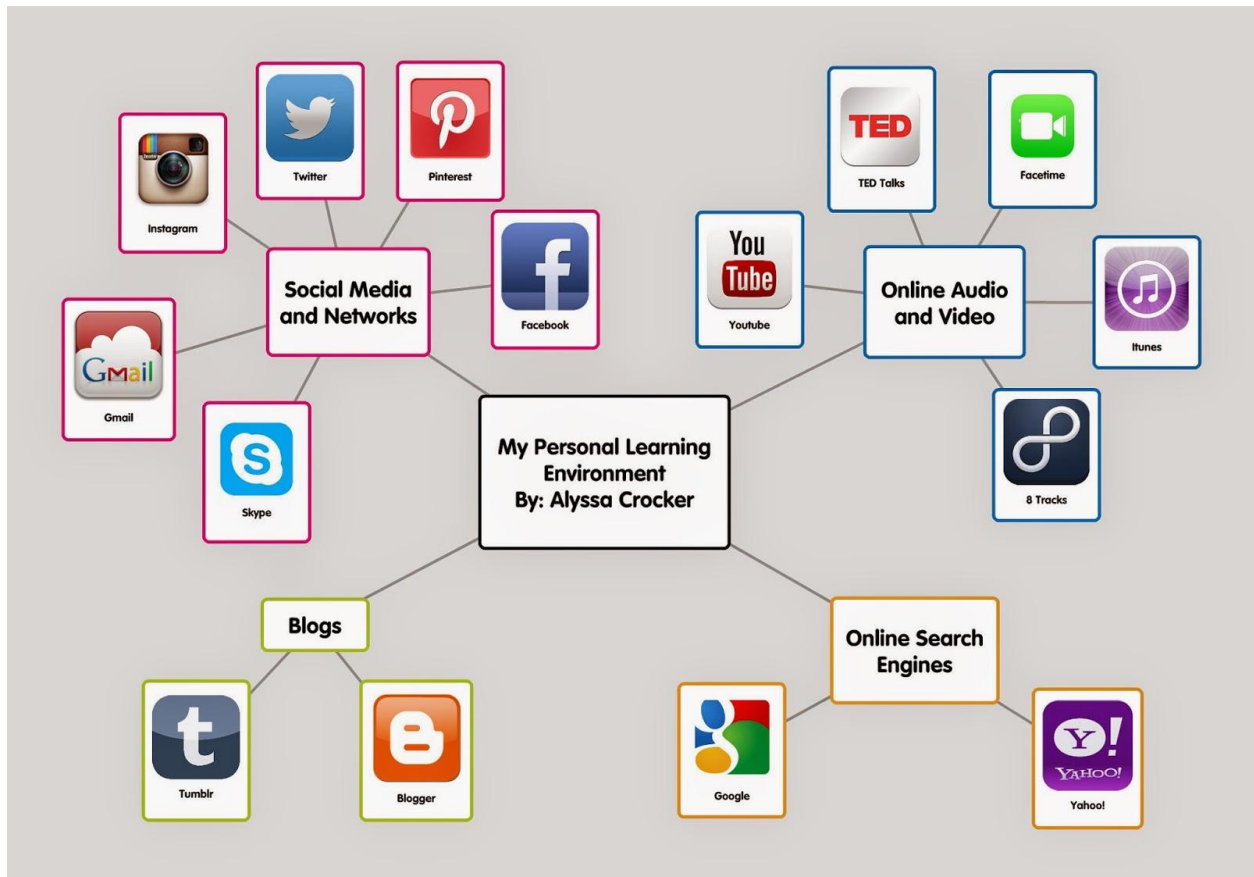 TED
TED Talks
Facetime
Twitter
Pinterest
Instagram
You
Tube
Youtube
Social Media
and Networks
Facebook
Online Audio
and Video
Itunes
Gmail
Gmail
S
Skype
My Personal Learning
Environment
By: Alyssa Crocker
8 Tracks
Blogs
Online Search
Engines
t
Tumblr
Blogger
Google
Y!
YAHOO!
Yahoo!